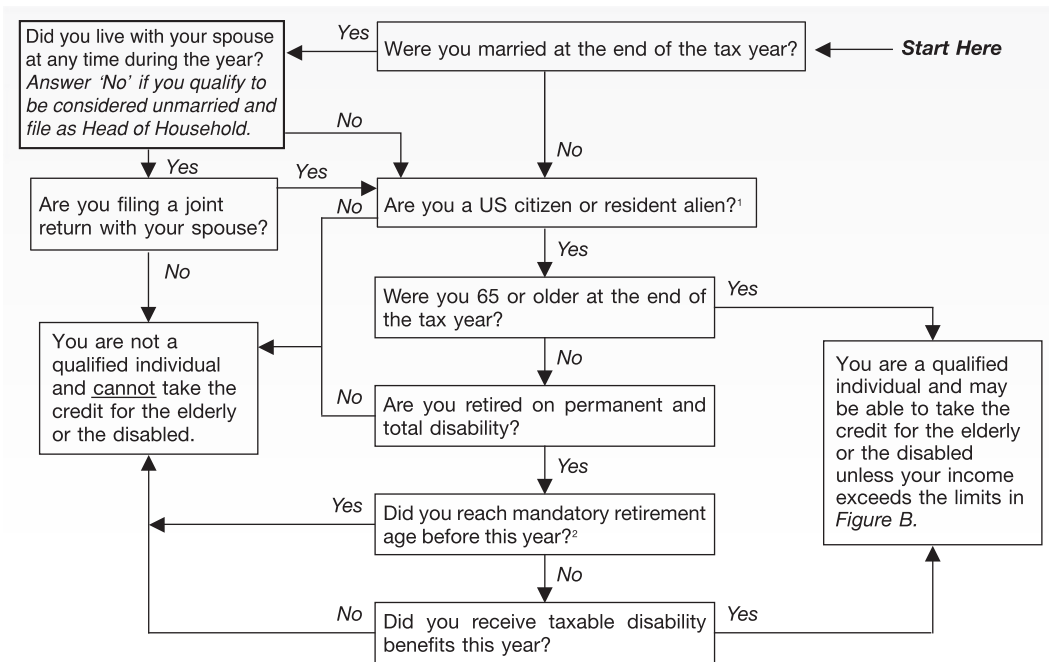 Start Here
Were you married at the end of the tax year?
Yes
No
Did you live with your spouse
at any time during the year?
Answer ‘No’ if you qualify to
be considered unmarried and
file as Head of Household.
No
Yes
Are you filing a joint
return with your spouse?
Yes
No
Are you a US citizen or resident alien?¹
No
Yes
Were you 65 or older at the end of
the tax year?
Yes
No
You are not a
qualified individual
and cannot take the
credit for the elderly
or the disabled.
Are you retired on permanent and
total disability?
No
Yes
You are a qualified
individual and may
be able to take the
credit for the elderly
or the disabled
unless your income
exceeds the limits in
Figure B.
Did you reach mandatory retirement
age before this year?²
Yes
No
Did you receive taxable disability
benefits this year?
No
Yes